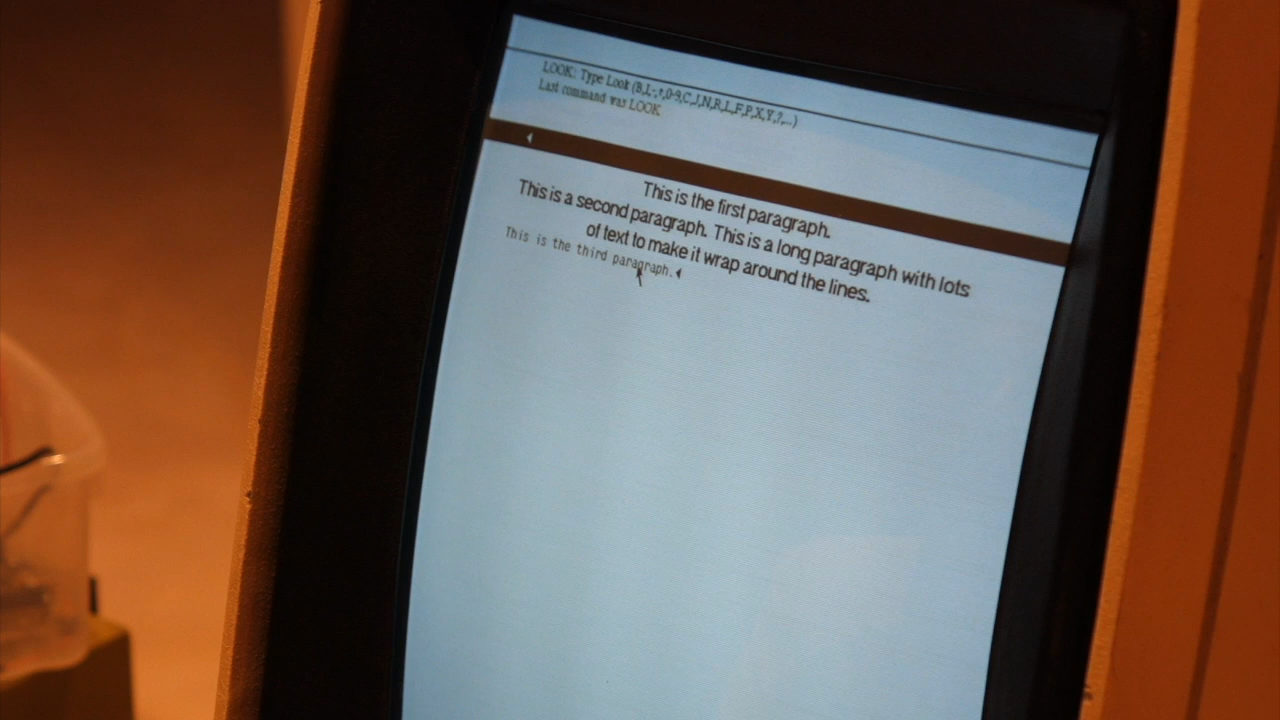 LOOK: Type Look (B,L-,+,0-9,C,J,N,R,L,F,P,X,Y,?,...)
Last command was LOOK
This is the first paragraph.
This is a second paragraph. This is a long paragraph with lots
of text to make it wrap around the lines.
This is the third paragraph.